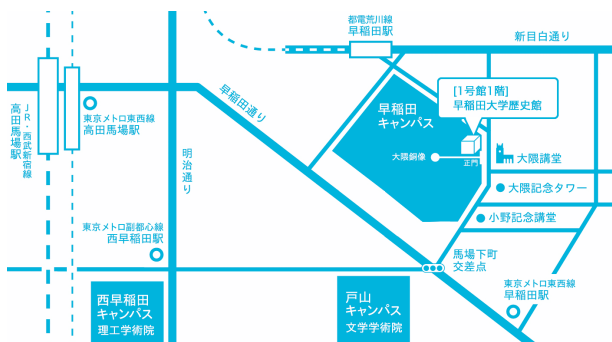 都電荒川線
早稲田駅
新目白通り
[1号館1階]
早稲田大学歴史館
早稲田
キャンパス
大隈銅像
正門
大隈講堂
大隈記念タワー
小野記念講堂
JR・西武新宿線
高田馬場駅
東京メトロ東西線
高田馬場駅
早稲田通り
明治通り
東京メトロ副都心線
西早稲田駅
馬場下町
交差点
東京メトロ東西線
早稲田駅
西早稲田
キャンパス
理工学術院
戸山
キャンパス
文学学術院